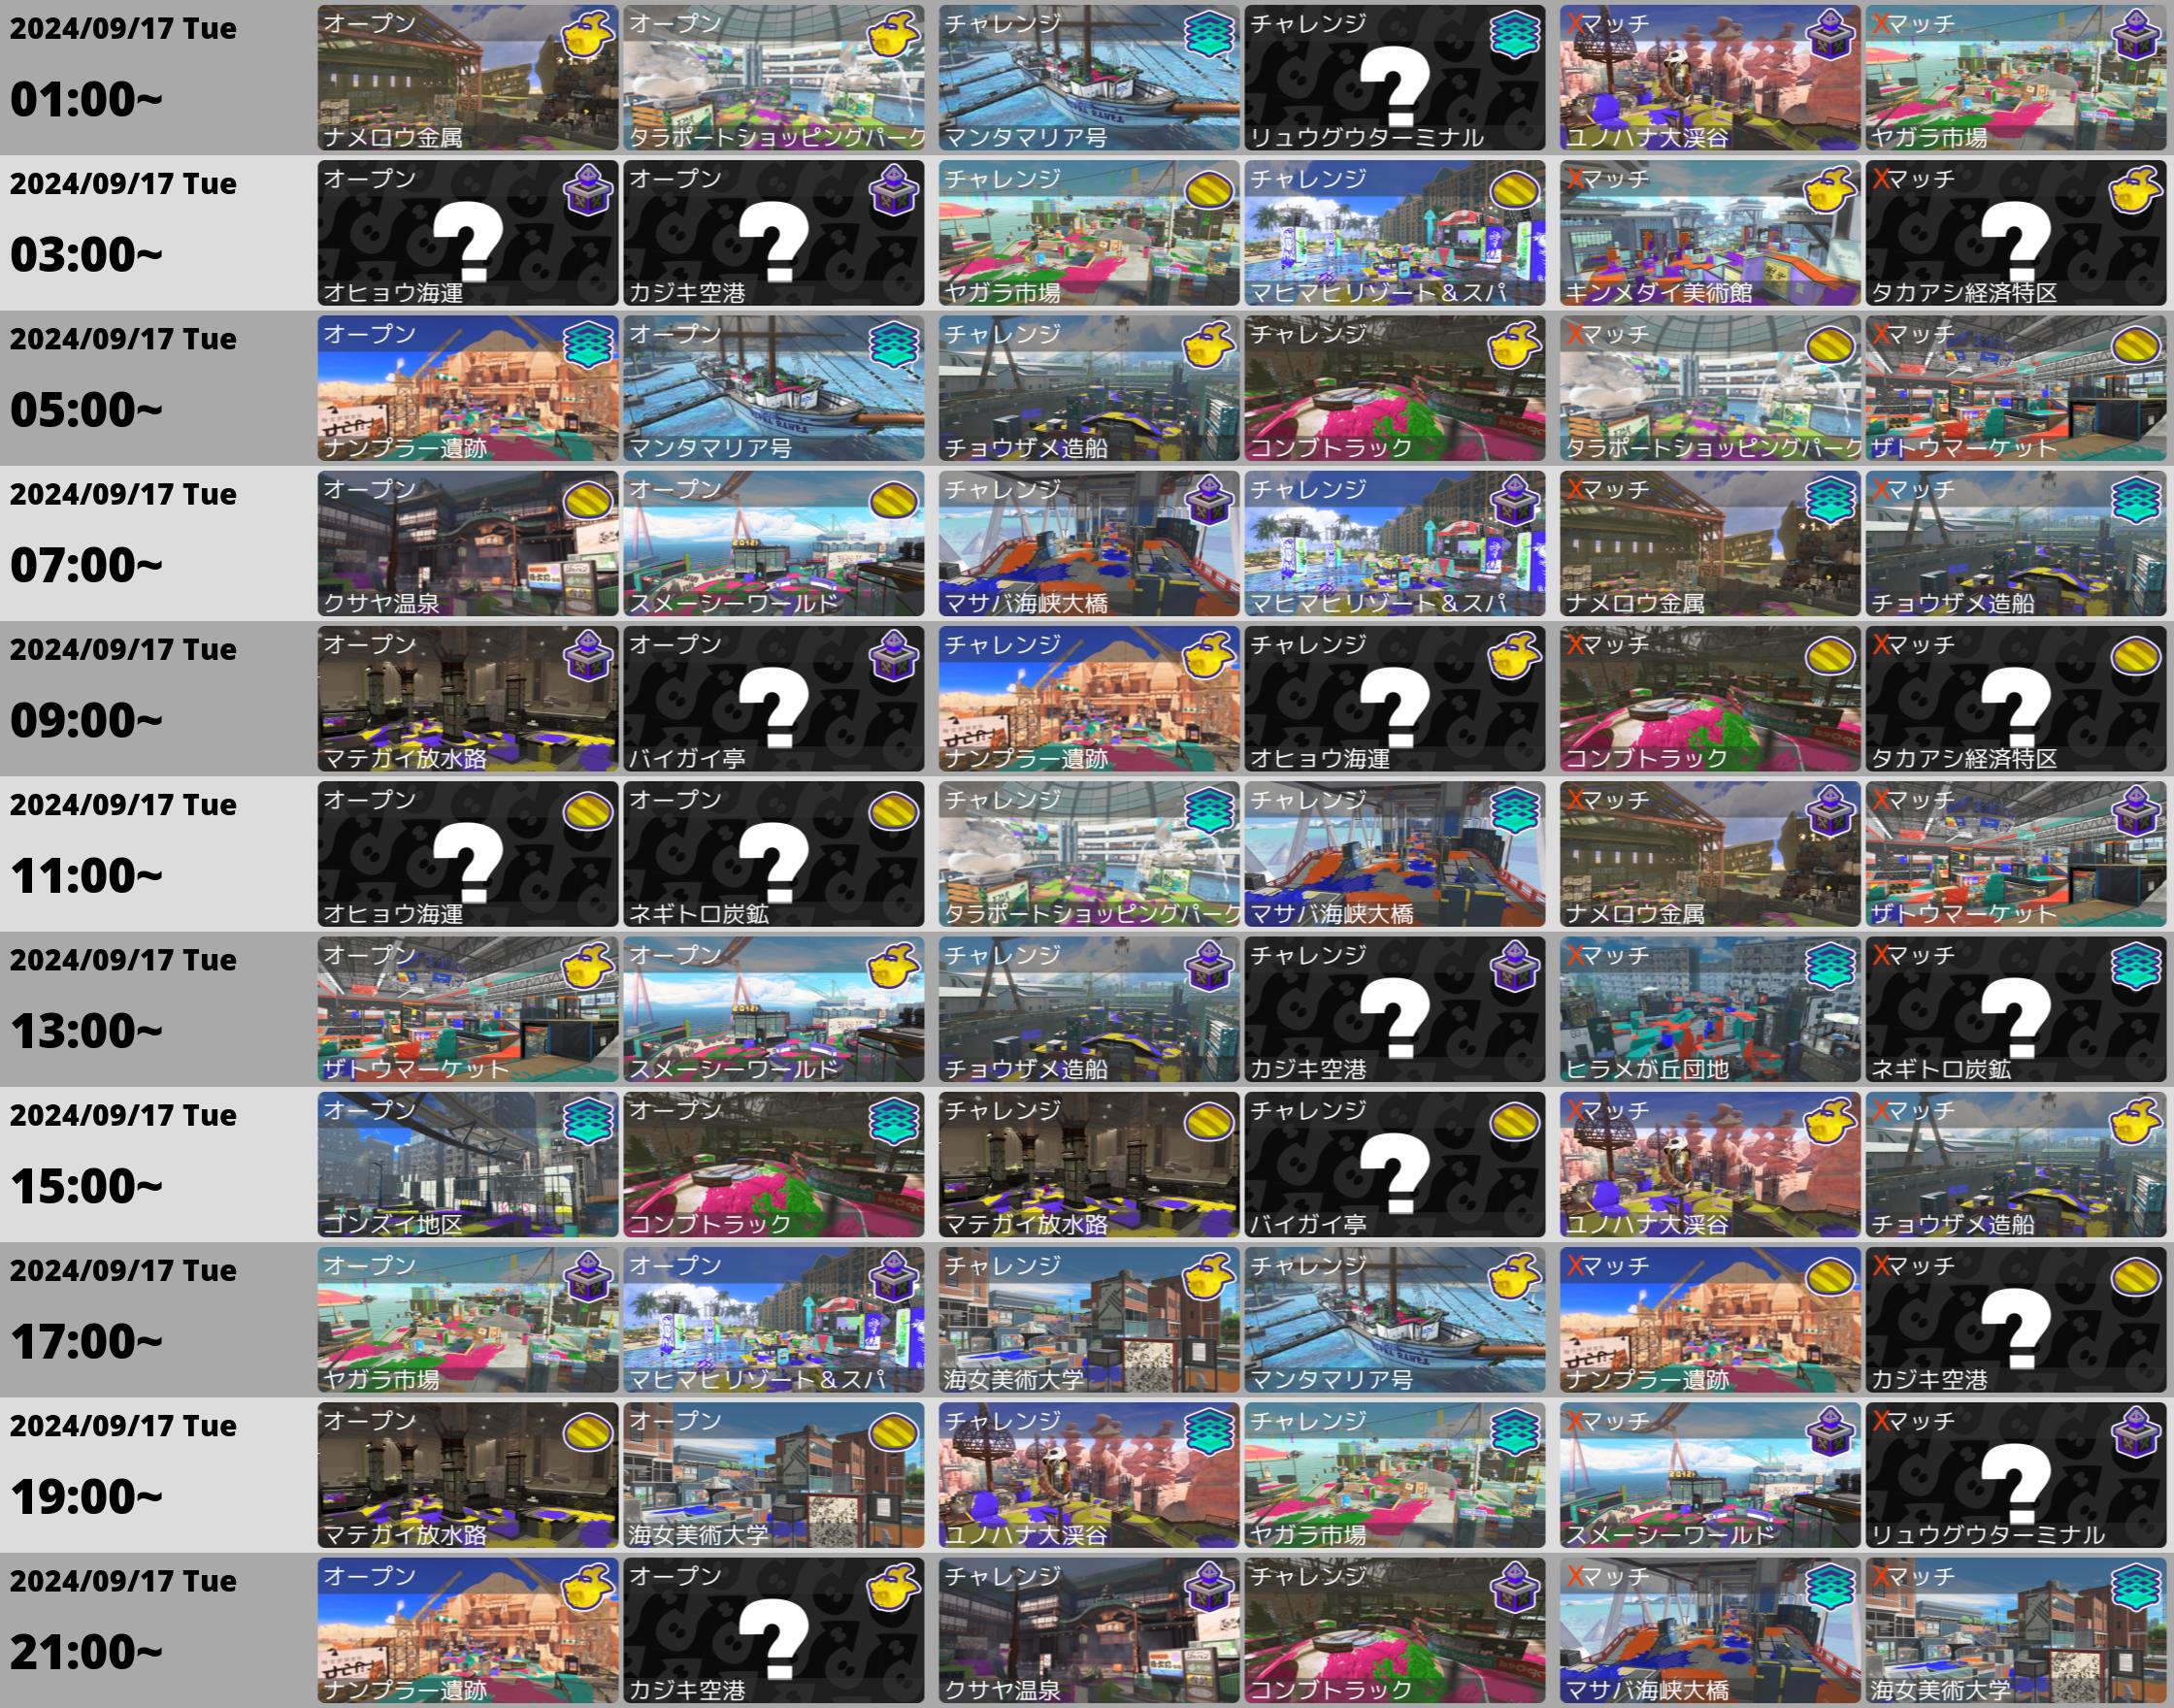 2024/09/17 Tue
01:00~
オープン
ナメロウ金属
オープン
タラポートショッピングパーク
チャレンジ
マンタマリア号
チャレンジ
リュウグウターミナル
Xマッチ
ユノハナ大渓谷
Xマッチ
ヤガラ市場
2024/09/17 Tue
03:00~
オープン
オヒョウ海運
オープン
カジキ空港
チャレンジ
ヤガラ市場
チャレンジ
マヒマヒリゾート＆スパ
Xマッチ
キンメダイ美術館
Xマッチ
タカアシ経済特区
2024/09/17 Tue
05:00~
オープン
ナンプラー遺跡
オープン
マンタマリア号
チャレンジ
チョウザメ造船
チャレンジ
コンブトラック
Xマッチ
タラポートショッピングパーク
Xマッチ
ザトウマーケット
2024/09/17 Tue
07:00~
オープン
クサヤ温泉
オープン
スメーシーワールド
チャレンジ
マサバ海峡大橋
チャレンジ
マヒマヒリゾート＆スパ
Xマッチ
ナメロウ金属
Xマッチ
チョウザメ造船
2024/09/17 Tue
09:00~
オープン
マテガイ放水路
オープン
バイガイ亭
チャレンジ
ナンプラー遺跡
チャレンジ
オヒョウ海運
Xマッチ
コンブトラック
Xマッチ
タカアシ経済特区
2024/09/17 Tue
11:00~
オープン
オヒョウ海運
オープン
ネギトロ炭鉱
チャレンジ
タラポートショッピングパーク
チャレンジ
マサバ海峡大橋
Xマッチ
ナメロウ金属
Xマッチ
ザトウマーケット
2024/09/17 Tue
13:00~
オープン
ザトウマーケット
オープン
スメーシーワールド
チャレンジ
チョウザメ造船
チャレンジ
カジキ空港
Xマッチ
ヒラメが丘団地
Xマッチ
ネギトロ炭鉱
2024/09/17 Tue
15:00~
オープン
ゴンズイ地区
オープン
コンブトラック
チャレンジ
マテガイ放水路
チャレンジ
バイガイ亭
Xマッチ
ユノハナ大渓谷
Xマッチ
チョウザメ造船
2024/09/17 Tue
17:00~
オープン
ヤガラ市場
オープン
マヒマヒリゾート＆スパ
チャレンジ
海女美術大学
チャレンジ
マンタマリア号
Xマッチ
ナンプラー遺跡
Xマッチ
カジキ空港
2024/09/17 Tue
19:00~
オープン
マテガイ放水路
オープン
海女美術大学
チャレンジ
ユノハナ大渓谷
チャレンジ
ヤガラ市場
Xマッチ
スメーシーワールド
Xマッチ
リュウグウターミナル
2024/09/17 Tue
21:00~
オープン
ナンプラー遺跡
オープン
カジキ空港
チャレンジ
クサヤ温泉
チャレンジ
コンブトラック
Xマッチ
マサバ海峡大橋
Xマッチ
海女美術大学